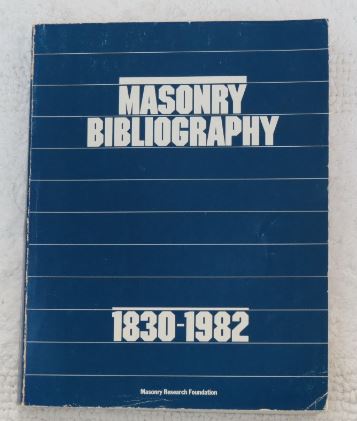 MASONRY
BIBLIOGRAPHY
1830-1982
Masonry Research Foundation